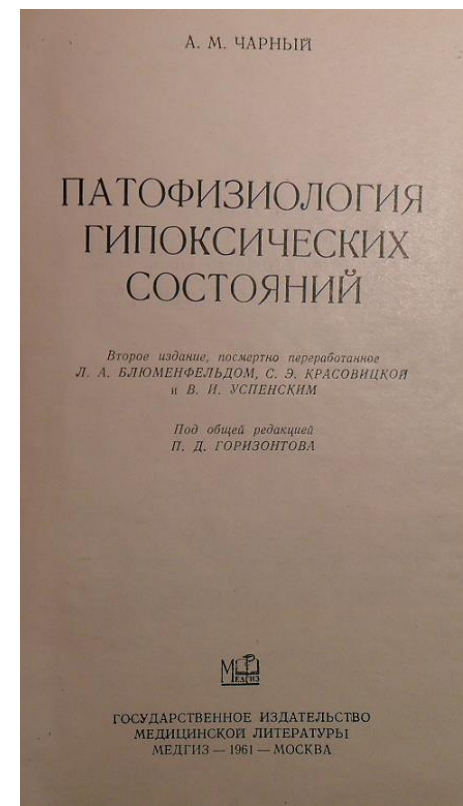 А. М. ЧАРНЫЙ
ПАТОФИЗИОЛОГИЯ
ГИПОКСИЧЕСКИХ
СОСТОЯНИЙ
Второе издание, посмертно переработанное
Л. А. БЛЮМЕНФЕЛЬДОМ, С. Э. КРАСОВИЦКОЙ
и В. И. УСПЕНСКИМ
Под общей редакцией
П. Д. ГОРИЗОНТОВА
МЕДГИЗ
ГОСУДАРСТВЕННОЕ ИЗДАТЕЛЬСТВО
МЕДИЦИНСКОЙ ЛИТЕРАТУРЫ
МЕДГИЗ — 1961 — МОСКВА